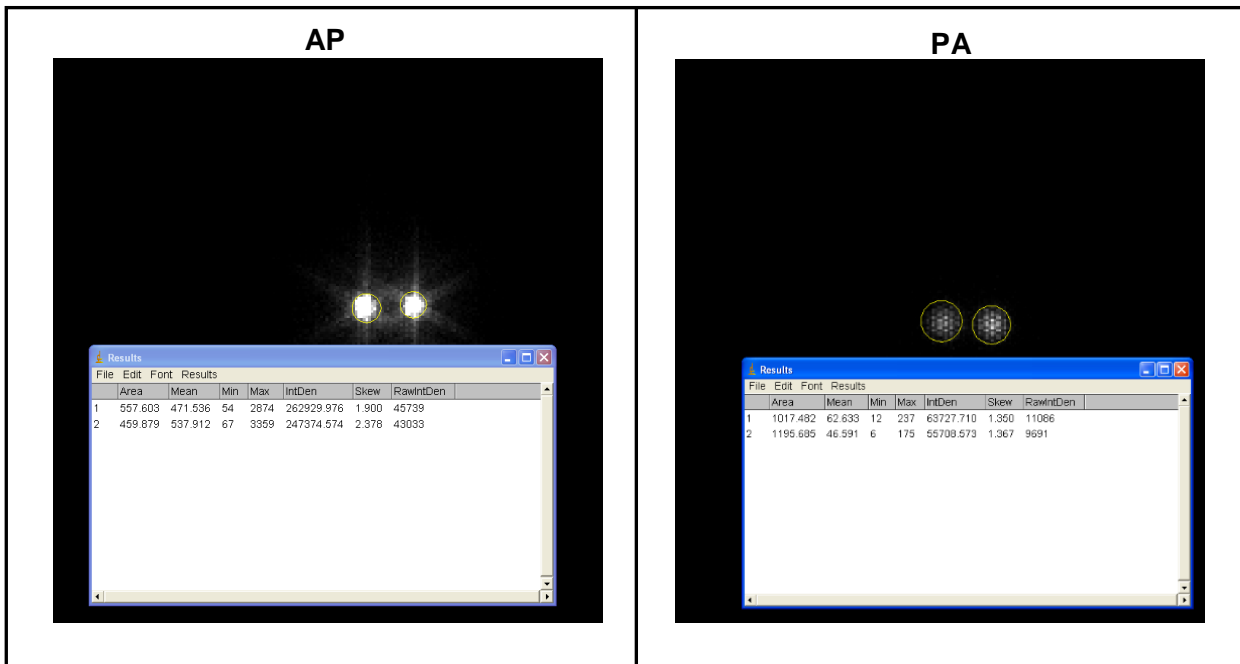 AP
Results
File Edit Font Results
Area Mean Min Max IntDen Skew RawIntDen
1 557.603 471.536 54 2874 262929.976 1.900 45739
2 459.879 537.912 67 3359 247374.574 2.378 43033
PA
Results
File Edit Font Results
Area Mean Min Max IntDen Skew RawIntDen
1 1017.482 62.633 12 237 63727.710 1.350 11086
2 1195.685 46.591 6 175 55708.573 1.367 9691